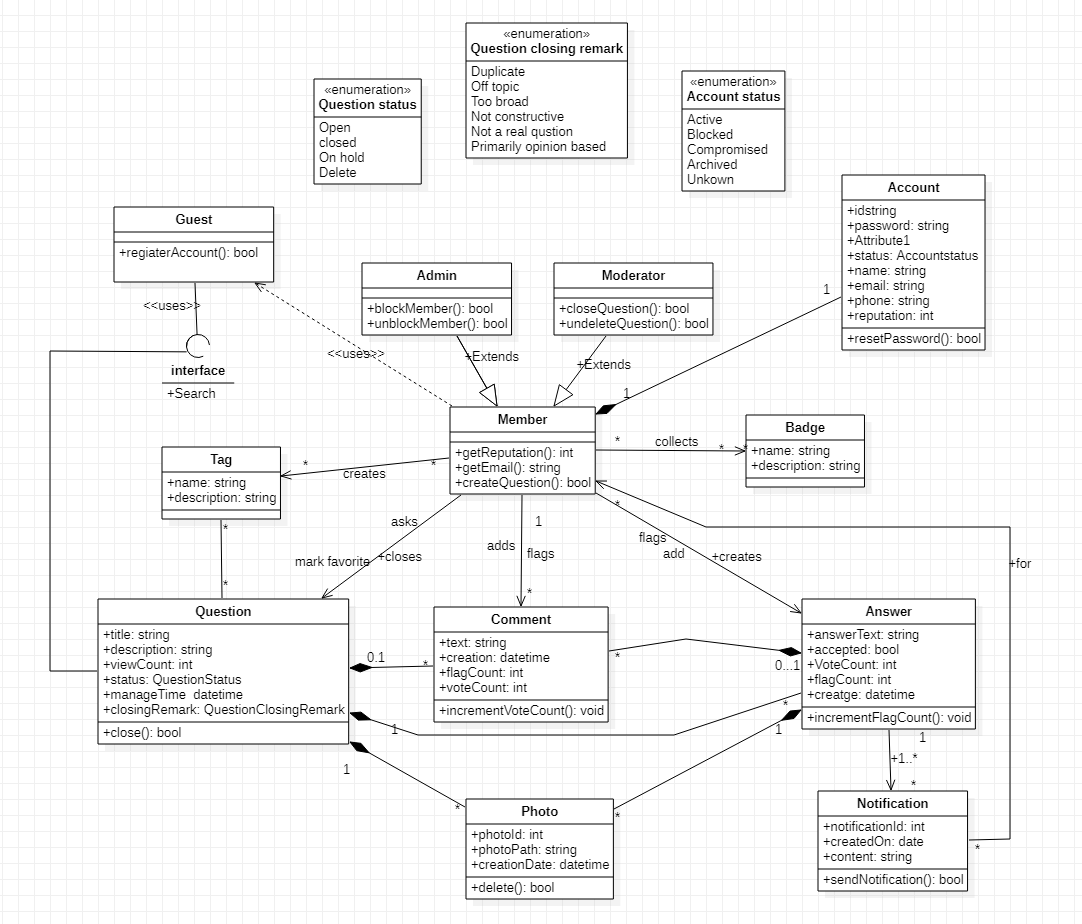 «enumeration»
Question closing remark
Duplicate
Off topic
Too broad
Not constructive
Not a real qustion
Primarily opinion based
«enumeration»
Question status
Open
closed
On hold
Delete
«enumeration»
Account status
Active
Blocked
Compromised
Archived
Unkown
Account
+idstring
+password: string
+Attribute1
+status: Accountstatus
+name: string
+email: string
+phone: string
+reputation: int
+resetPassword(): bool
Guest
+regiaterAccount(): bool
<<uses>>
interface
+Search
<<uses>>
Admin
+blockMember(): bool
+unblockMember(): bool
Moderator
+closeQuestion(): bool
+undeleteQuestion(): bool
+Extends
+Extends
1
1
Member
+getReputation(): int
+getEmail(): string
+createQuestion(): bool
*
collects
*
*
Badge
+name: string
+description: string
Tag
+name: string
+description: string
*
creates
*
*
*
asks
mark favorite
+closes
adds
1
flags
*
*
flags
add
+creates
+for
Question
+title: string
+description: string
+viewCount: int
+status: QuestionStatus
+manageTime  datetime
+closingRemark: QuestionClosingRemark
+close(): bool
0.1
*
Comment
+text: string
+creation: datetime
+flagCount: int
+voteCount: int
+incrementVoteCount(): void
*
0...1
Answer
+answerText: string
+accepted: bool
+VoteCount: int
+flagCount: int
+creatge: datetime
+incrementFlagCount(): void
1
*
1
*
1
*
1
+1..*
*
Photo
+photoId: int
+photoPath: string
+creationDate: datetime
+delete(): bool
Notification
+notificationId: int
+createdOn: date
+content: string
+sendNotification(): bool
*